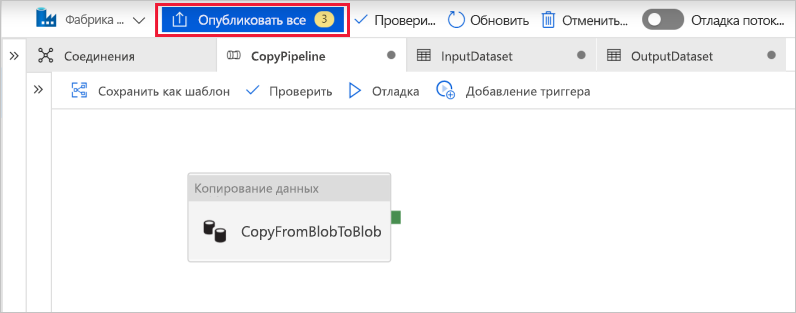 Фабрика ... Опубликовать все 3 Провери... Обновить Отменить... Отладка поток...
Соединения CopyPipeline InputDataset OutputDataset
Сохранить как шаблон Проверить Отладка Добавление триггера
Копирование данных
CopyFromBlobToBlob